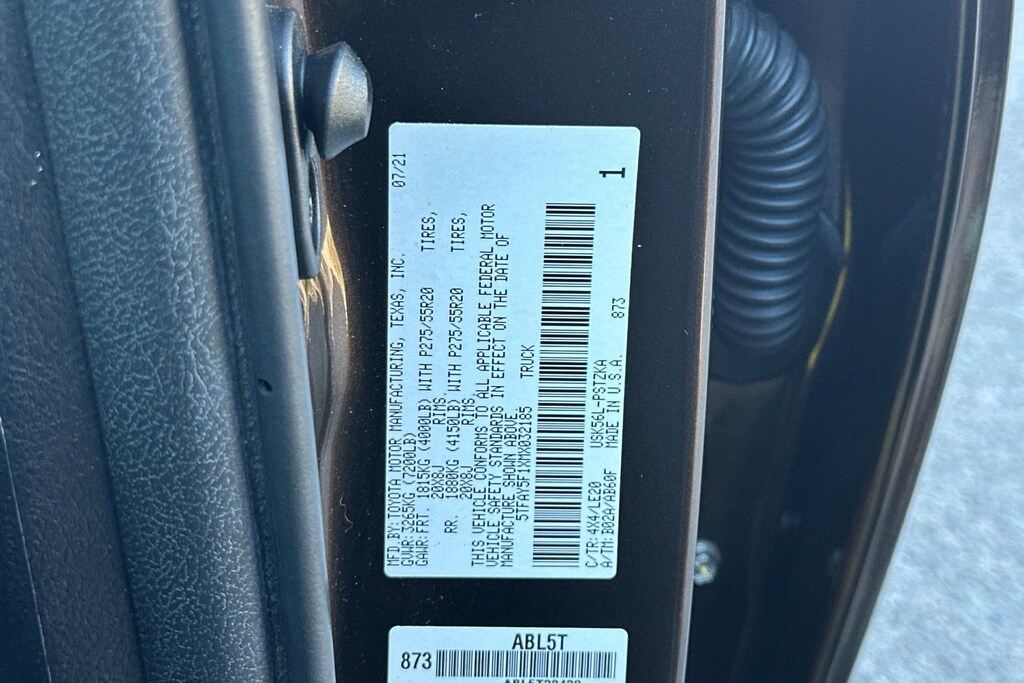 MFD.BY:TOYOTA MOTOR MANUFACTURING, TEXAS, INC. 07/21
GVWR:3265KG (7200LB)
GAWR:FRT. 1815KG (4000LB) WITH P275/55R20 TIRES,
20X8J RIMS,
RR. 1880KG (4150LB) WITH P275/55R20 TIRES,
20X8J RIMS,
THIS VEHICLE CONFORMS TO ALL APPLICABLE FEDERAL MOTOR
VEHICLE SAFETY STANDARDS IN EFFECT ON THE DATE OF
MANUFACTURE SHOWN ABOVE.
5TFAY5F1XMX032185 TRUCK
C/TR:4X4/LE20 USK56L-PSTZKA 873 1
A/TM:B02A/AB60F MADE IN U.S.A.
ABL5T
873